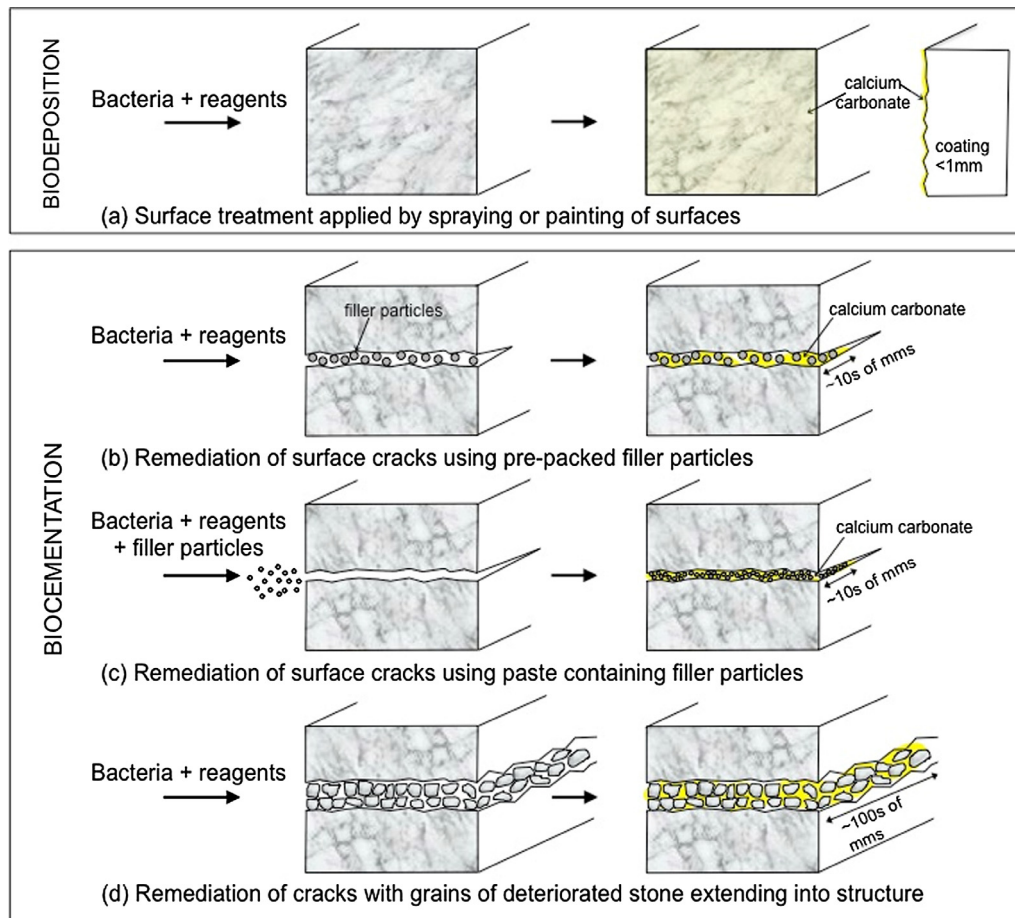 BIODEPOSITION
Bacteria + reagents
calcium
carbonate
coating
<1mm
(a) Surface treatment applied by spraying or painting of surfaces
BIOCEMENTATION
Bacteria + reagents
filler particles
calcium carbonate
~10s of mms
(b) Remediation of surface cracks using pre-packed filler particles
Bacteria + reagents
+ filler particles
calcium carbonate
~10s of mms
(c) Remediation of surface cracks using paste containing filler particles
Bacteria + reagents
~100s of
mms
(d) Remediation of cracks with grains of deteriorated stone extending into structure